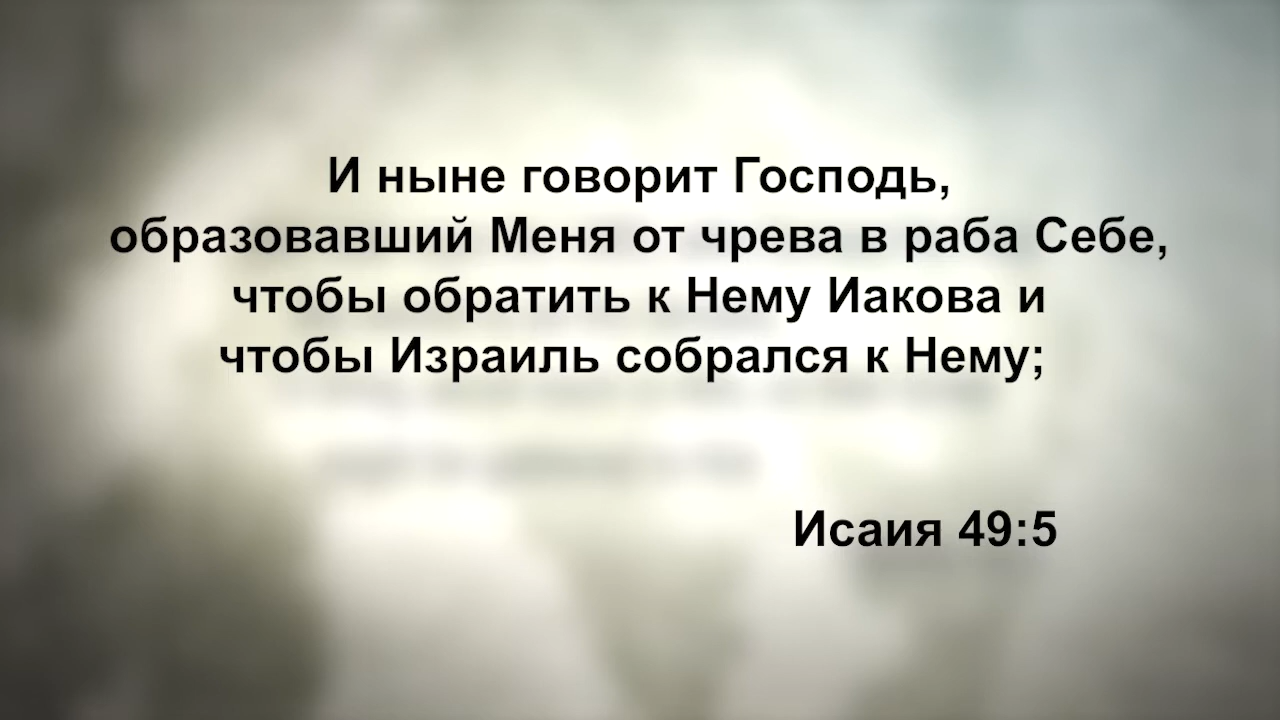 И ныне говорит Господь,
образовавший Меня от чрева в раба Себе,
чтобы обратить к Нему Иакова и
чтобы Израиль собрался к Нему;
Исаия 49:5